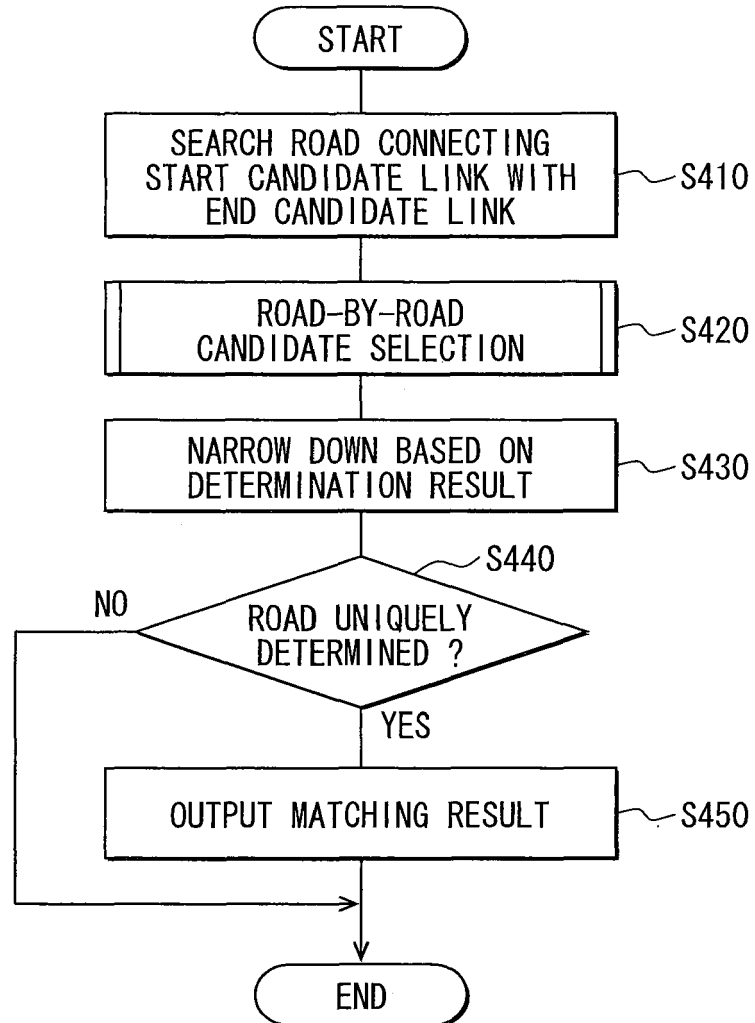 START
SEARCH ROAD CONNECTING
START CANDIDATE LINK WITH
END CANDIDATE LINK
S410
ROAD-BY-ROAD
CANDIDATE SELECTION
S420
NARROW DOWN BASED ON
DETERMINATION RESULT
S430
S440
NO
ROAD UNIQUELY
DETERMINED ?
YES
OUTPUT MATCHING RESULT
S450
END